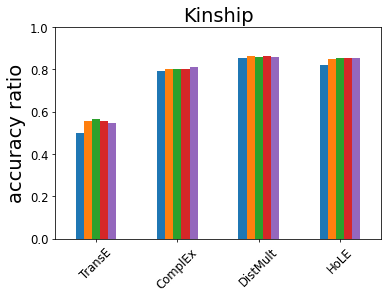 Kinship
accuracy ratio
1.0
0.8
0.6
0.4
0.2
0.0
TransE
ComplEx
DistMult
HoLE